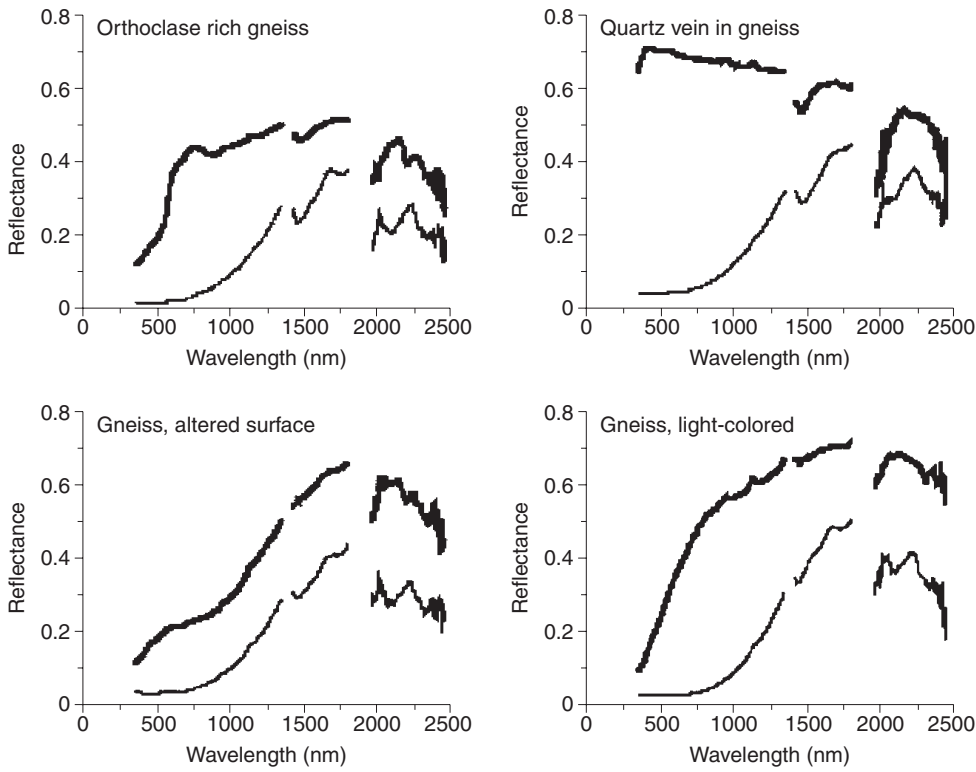 Orthoclase rich gneiss
0.8
0.6
0.4
0.2
0
Reflectance
0 500 1000 1500 2000 2500
Wavelength (nm)
Quartz vein in gneiss
0.8
0.6
0.4
0.2
0
Reflectance
0 500 1000 1500 2000 2500
Wavelength (nm)
Gneiss, altered surface
0.8
0.6
0.4
0.2
0
Reflectance
0 500 1000 1500 2000 2500
Wavelength (nm)
Gneiss, light-colored
0.8
0.6
0.4
0.2
0
Reflectance
0 500 1000 1500 2000 2500
Wavelength (nm)